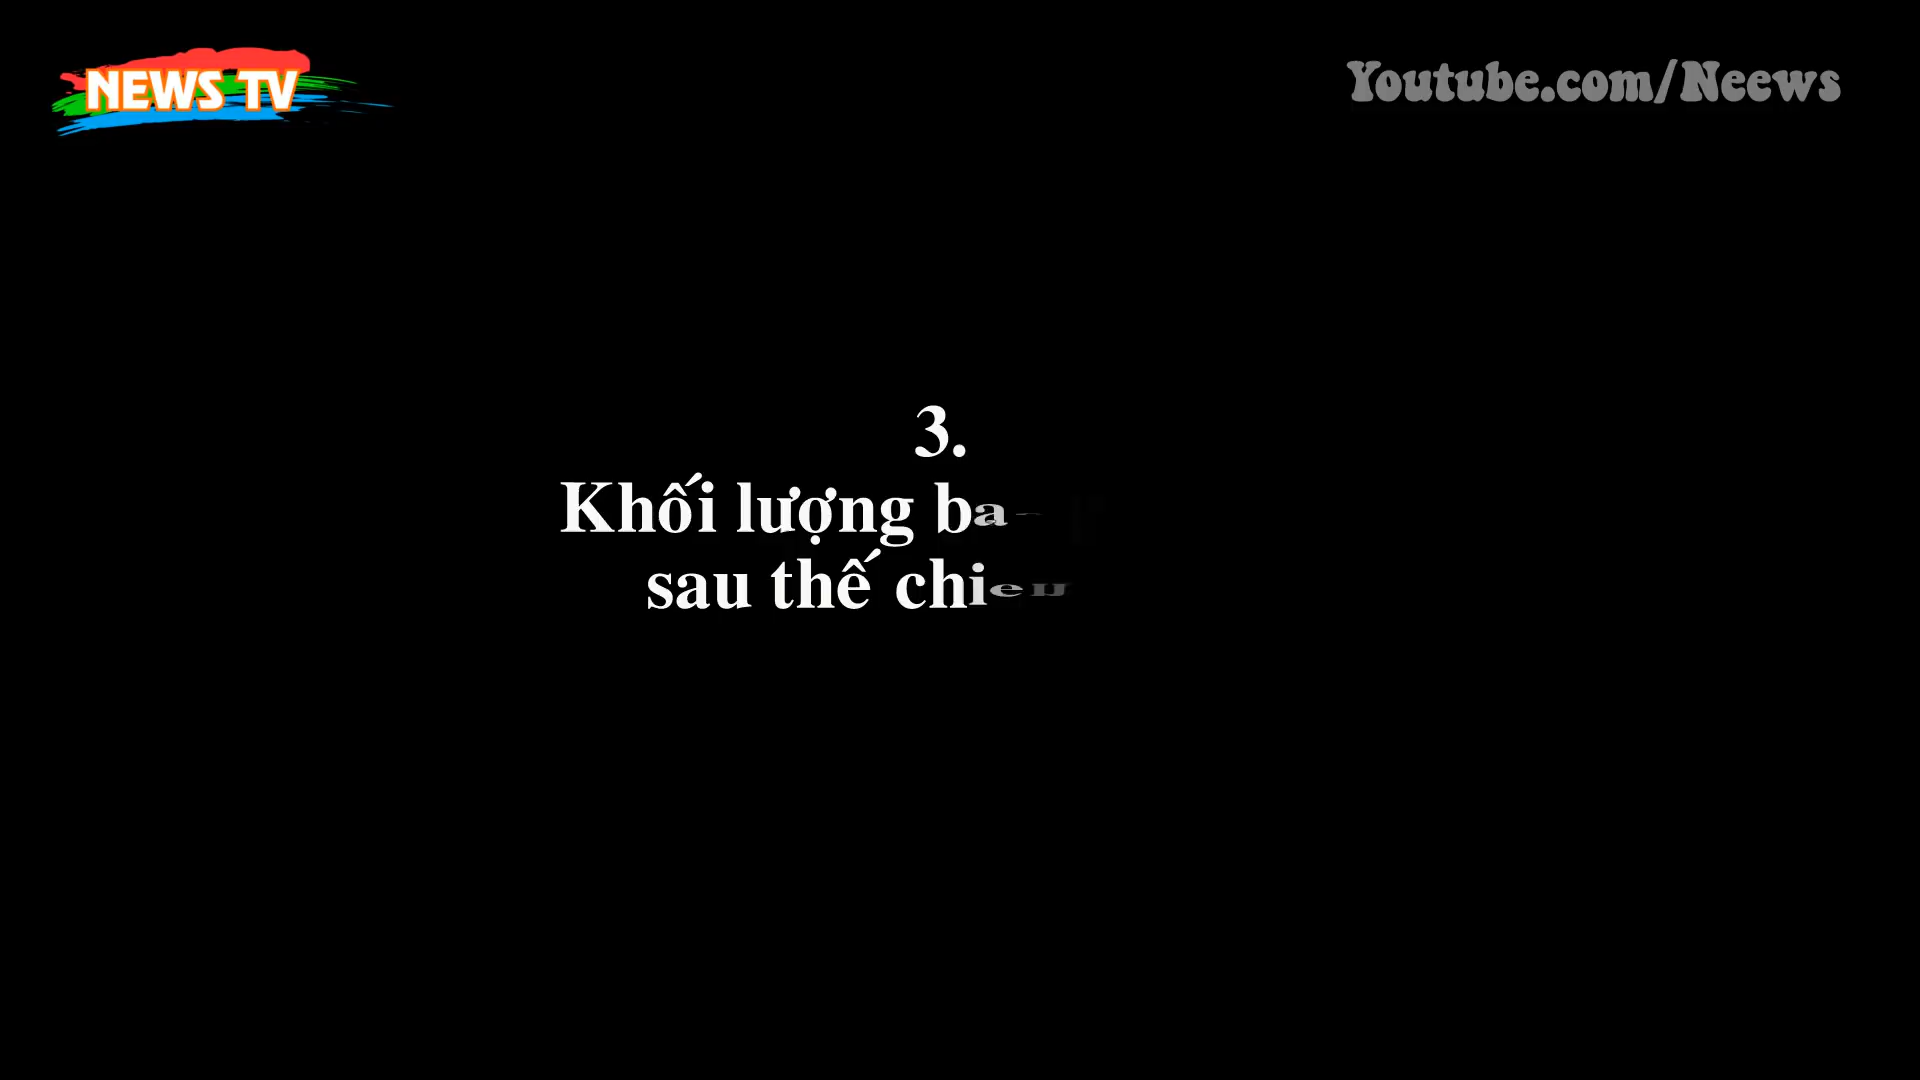 NEWS TV
Youtube.com/Neews
3.
Khối lượng
sau thế